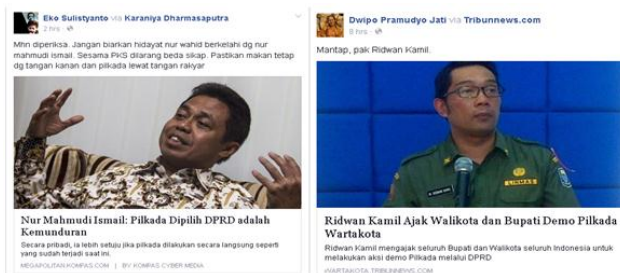 Eko Sulistyanto via Karaniya Dharmasaputra
2 hrs ·
Mhn diperiksa. Jangan biarkan hidayat nur wahid berkelahi dg nur
mahmudi ismail. Sesama PKS dilarang beda sikap. Pastikan makan tetap
dg tangan kanan dan pilkada lewat tangan rakyar
Nur Mahmudi Ismail: Pilkada Dipilih DPRD adalah
Kemunduran
Secara pribadi, ia lebih setuju jika pilkada dilakukan secara langsung seperti
yang sudah terjadi saat ini.
MEGAPOLITAN.KOMPAS.COM | BY KOMPAS CYBER MEDIA
Dwipo Pramudyo Jati via Tribunnews.com
8 hrs ·
Mantap, pak Ridwan Kamil.
LINMAS
Ridwan Kamil Ajak Walikota dan Bupati Demo Pilkada
Wartakota
Ridwan Kamil mengajak seluruh Bupati dan Walikota seluruh Indonesia untuk
melakukan aksi demo Pilkada melalui DPRD
WARTAKOTA.TRIBUNNEWS.COM